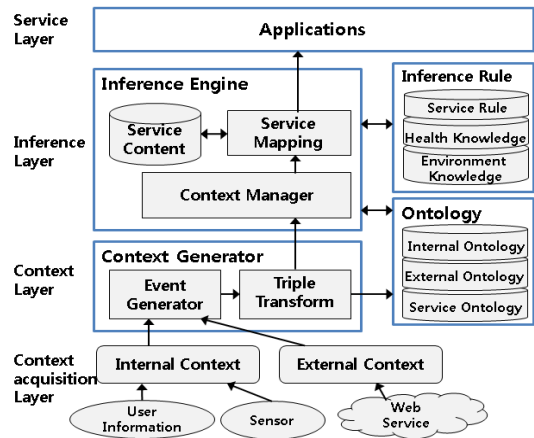 Service
Layer
Applications
Inference
Layer
Inference Engine
Service
Content
Service
Mapping
Context Manager
Inference Rule
Service Rule
Health Knowledge
Environment
Knowledge
Ontology
Internal Ontology
External Ontology
Service Ontology
Context
Layer
Context Generator
Event
Generator
Triple
Transform
Context
acquisition
Layer
Internal Context
External Context
User
Information
Sensor
Web
Service